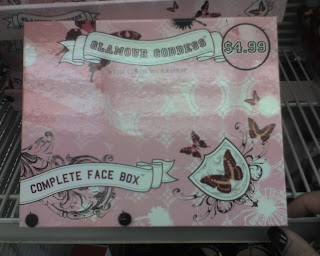 GLAMOUR GODDESS
$4.99
COMPLETE FACE BOX